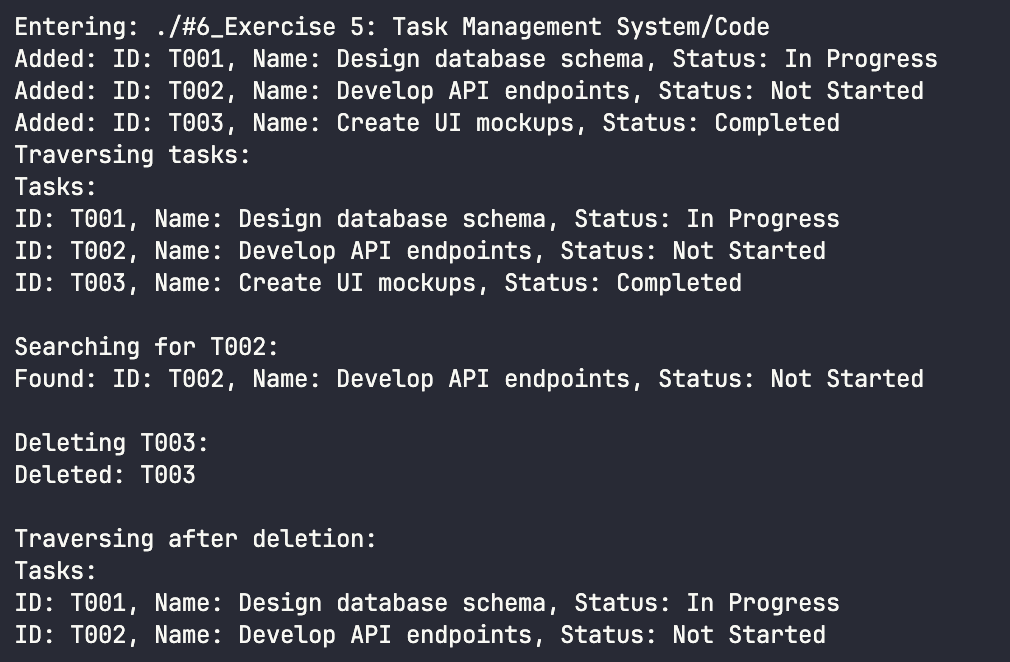 Entering: ./#6_Exercise 5: Task Management System/Code
Added: ID: T001, Name: Design database schema, Status: In Progress
Added: ID: T002, Name: Develop API endpoints, Status: Not Started
Added: ID: T003, Name: Create UI mockups, Status: Completed
Traversing tasks:
Tasks:
ID: T001, Name: Design database schema, Status: In Progress
ID: T002, Name: Develop API endpoints, Status: Not Started
ID: T003, Name: Create UI mockups, Status: Completed

Searching for T002:
Found: ID: T002, Name: Develop API endpoints, Status: Not Started

Deleting T003:
Deleted: T003

Traversing after deletion:
Tasks:
ID: T001, Name: Design database schema, Status: In Progress
ID: T002, Name: Develop API endpoints, Status: Not Started